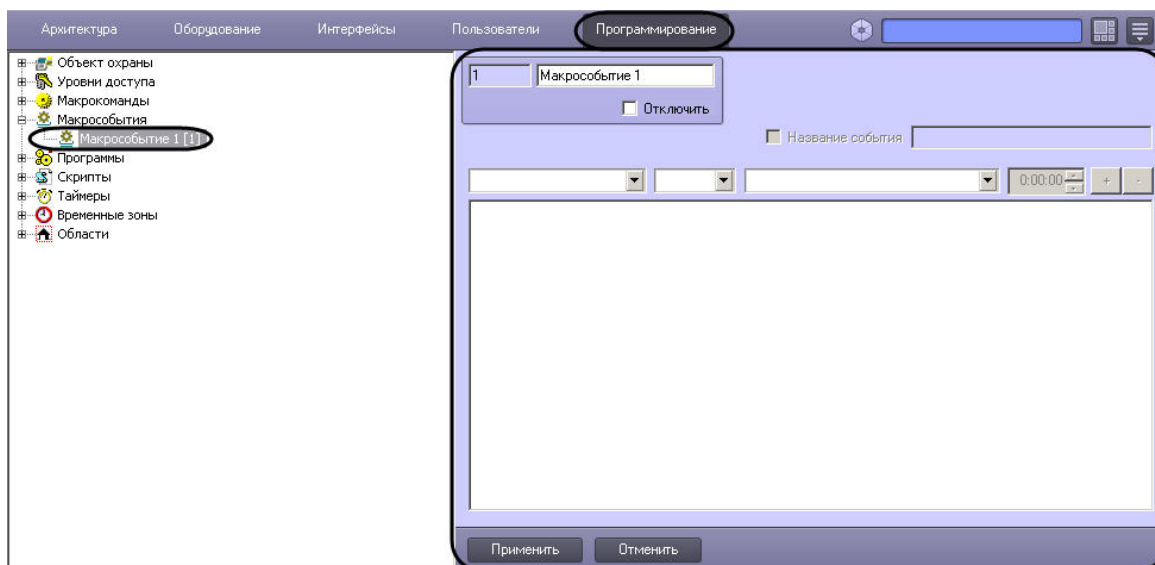 Архитектура Оборудование Интерфейсы Пользователи Программирование
Объект охраны
Уровни доступа
Макрокоманды
Макрособытия
Макрособытие 1 [1]
Программы
Скрипты
Таймеры
Временные зоны
Области
1 Макрособытие 1
Отключить
Название события
0:00:00 + -
Применить Отменить